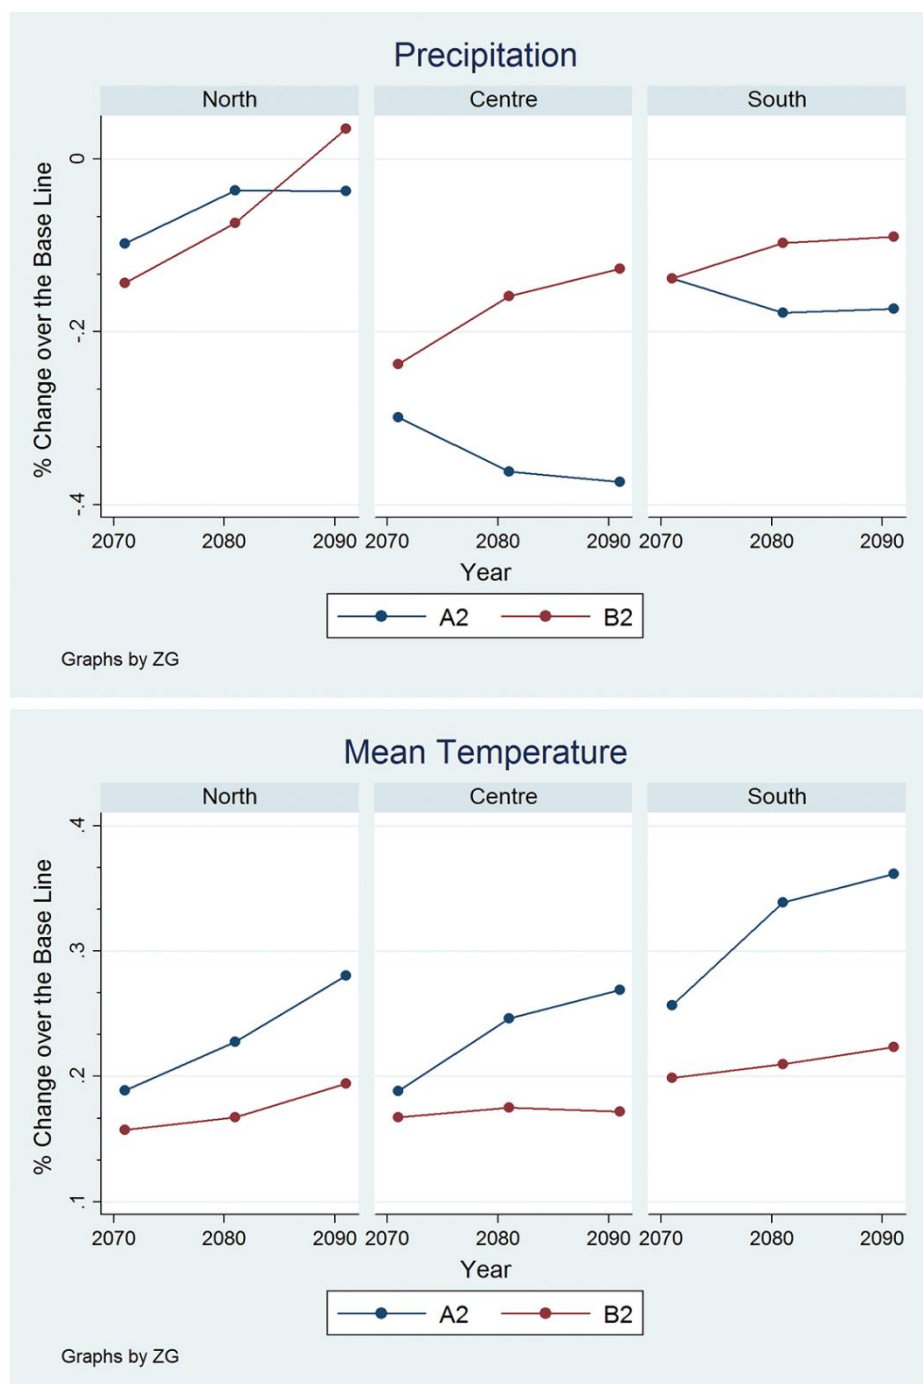 Precipitation
North Centre South
% Change over the Base Line
0
-.2
-.4
2070 2080 2090 2070 2080 2090 2070 2080 2090
Year
A2 B2
Graphs by ZG
Mean Temperature
North Centre South
% Change over the Base Line
.4
.3
.2
.1
2070 2080 2090 2070 2080 2090 2070 2080 2090
Year
A2 B2
Graphs by ZG